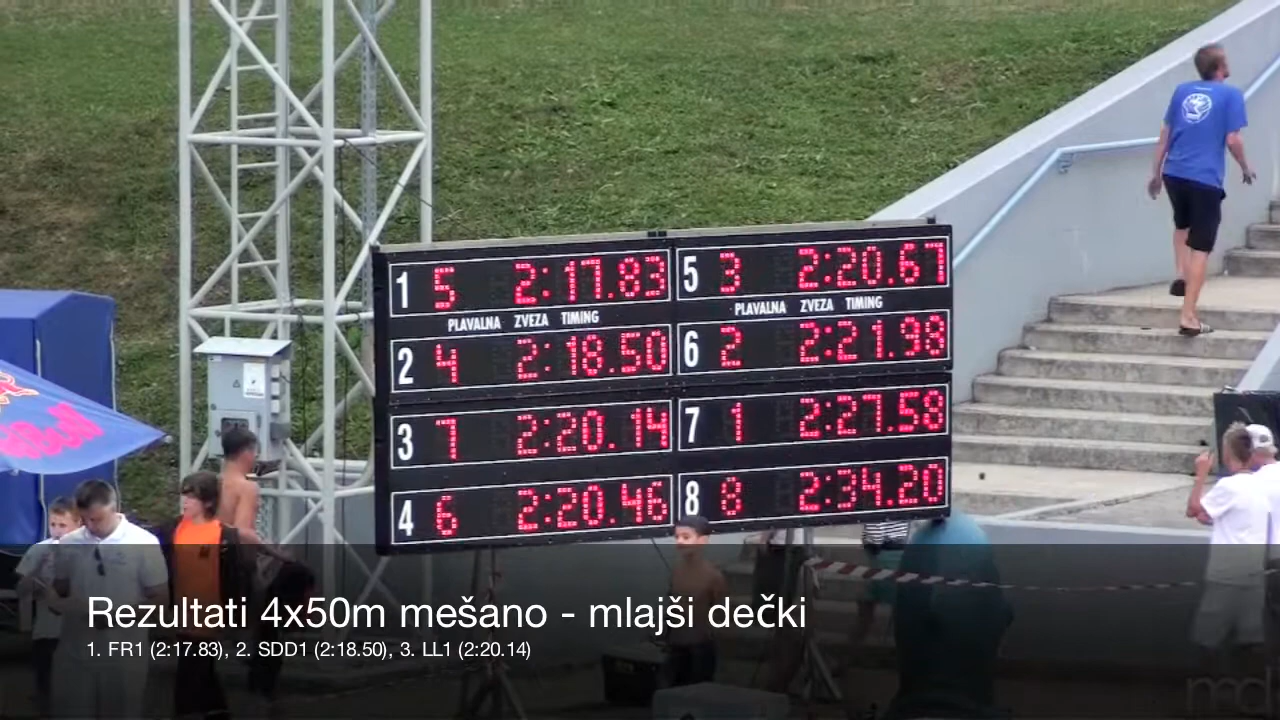 1 5 2:17.83
PLAVALNA ZVEZA TIMING
2 4 2:18.50
3 7 2:20.14
4 6 2:20.46
5 3 2:20.67
PLAVALNA ZVEZA TIMING
6 2 2:21.98
7 1 2:27.58
8 8 2:34.20
Rezultati 4x50m mešano - mlajši dečki
1. FR1 (2:17.83), 2. SDD1 (2:18.50), 3. LL1 (2:20.14)
md